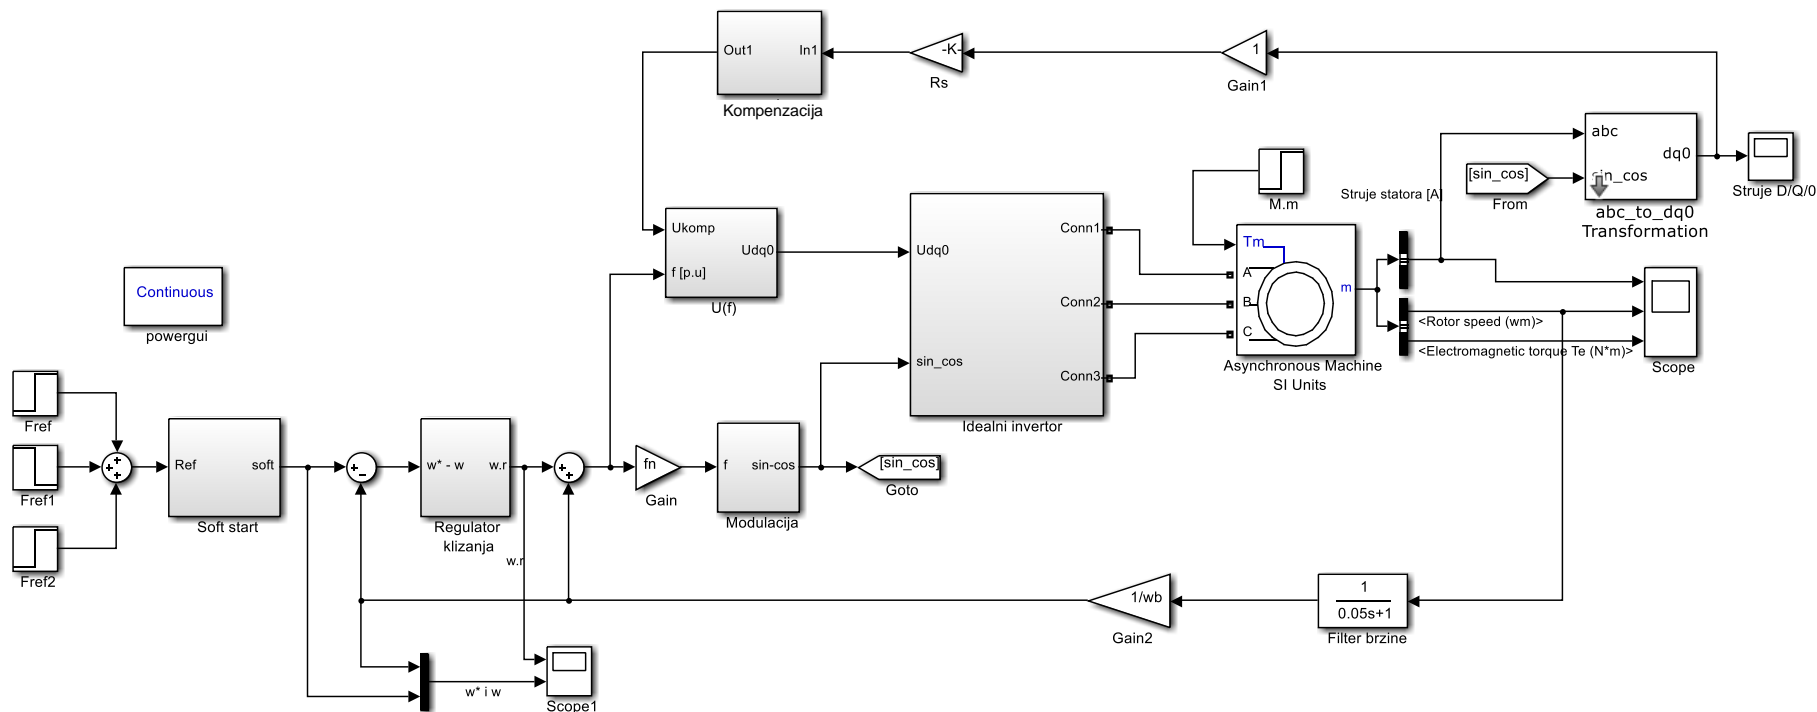 Out1
In1
Kompenzacija
-K-
Rs
1
Gain1
abc
dq0
sin_cos
abc_to_dq0
Transformation
[sin_cos]
From
Struje D/Q/0
M.m
Struje statora [A]
Ukomp
Udq0
f [p.u]
U(f)
Udq0
sin_cos
Conn1
Conn2
Conn3
Idealni invertor
Tm
A
B
C
m
Asynchronous Machine
SI Units
<Rotor speed (wm)>
<Electromagnetic torque Te (N*m)>
Scope
Continuous
powergui
Fref
Fref1
Fref2
+
+
+
Ref
soft
Soft start
+
-
w* - w
w.r
Regulator
klizanja
w.r
+
+
fn
Gain
f
sin-cos
Modulacija
[sin_cos]
Goto
1/wb
Gain2
1
0.05s+1
Filter brzine
w* i w
Scope1